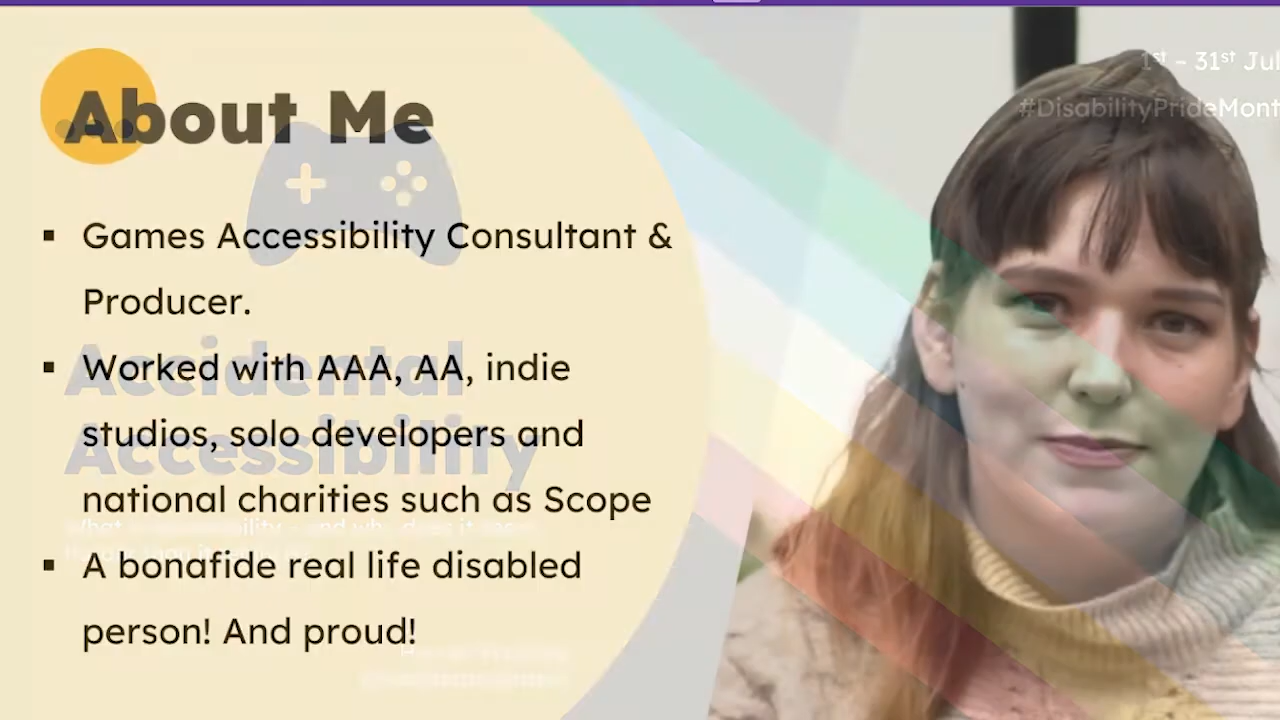 1st – 31st Jul
#DisabilityPrideMont
About Me
Games Accessibility Consultant &
Producer.
Worked with AAA, AA, indie
studios, solo developers and
national charities such as Scope
A bonafide real life disabled
person! And proud!
Accidental
Accessibility